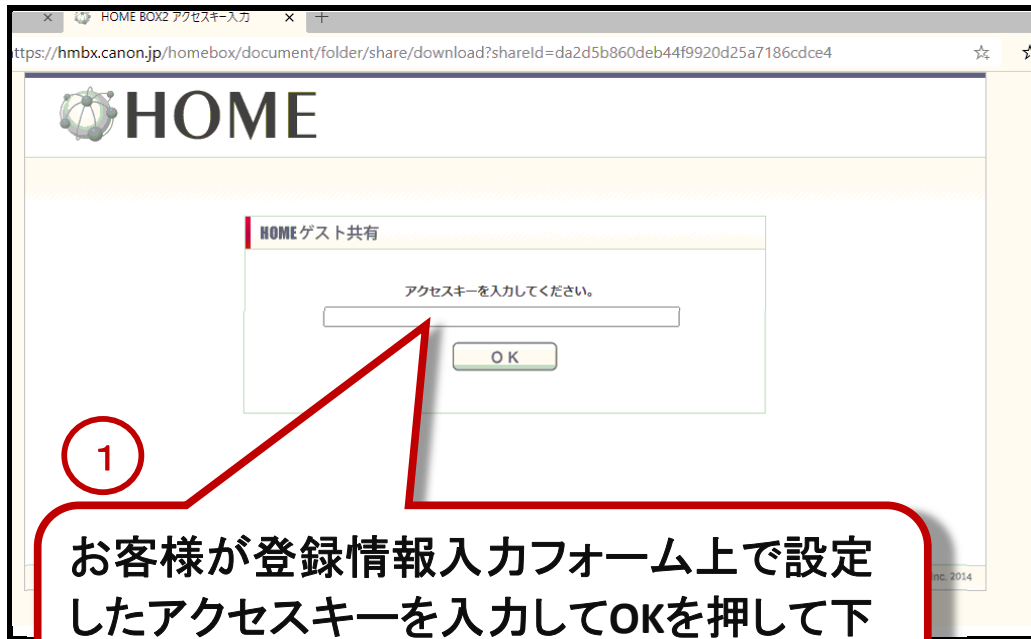 HOME BOX2 アクセスキー入力
ttps://hmbx.canon.jp/homebox/document/folder/share/download?shareId=da2d5b860deb44f9920d25a7186cdce4
HOME
HOMEゲスト共有
アクセスキーを入力してください。
OK
1
お客様が登録情報入力フォーム上で設定
したアクセスキーを入力してOKを押して下
Inc. 2014